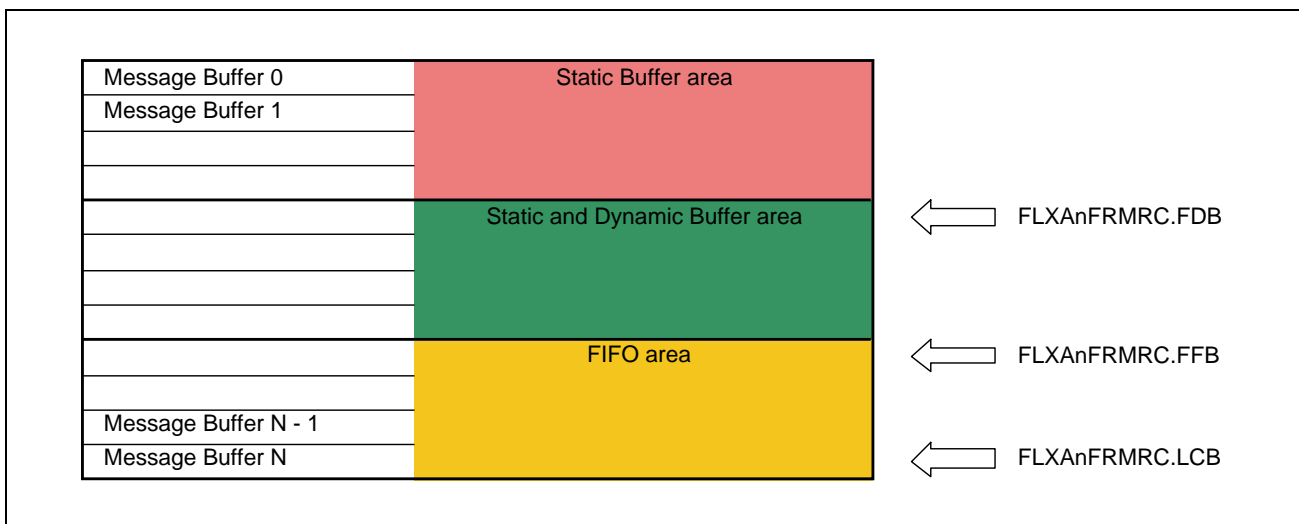 Message Buffer 0
Static Buffer area
Message Buffer 1
Static and Dynamic Buffer area
FLXAnFRMRC.FDB
FIFO area
FLXAnFRMRC.FFB
Message Buffer N - 1
Message Buffer N
FLXAnFRMRC.LCB